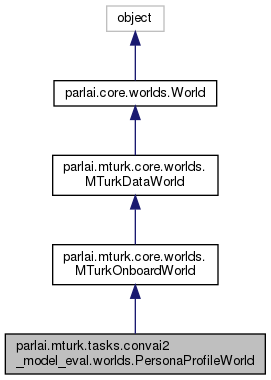 object
parlai.core.worlds.World
parlai.mturk.core.worlds.
MTurkDataWorld
parlai.mturk.core.worlds.
MTurkOnboardWorld
parlai.mturk.tasks.convai2
_model_eval.worlds.PersonaProfileWorld